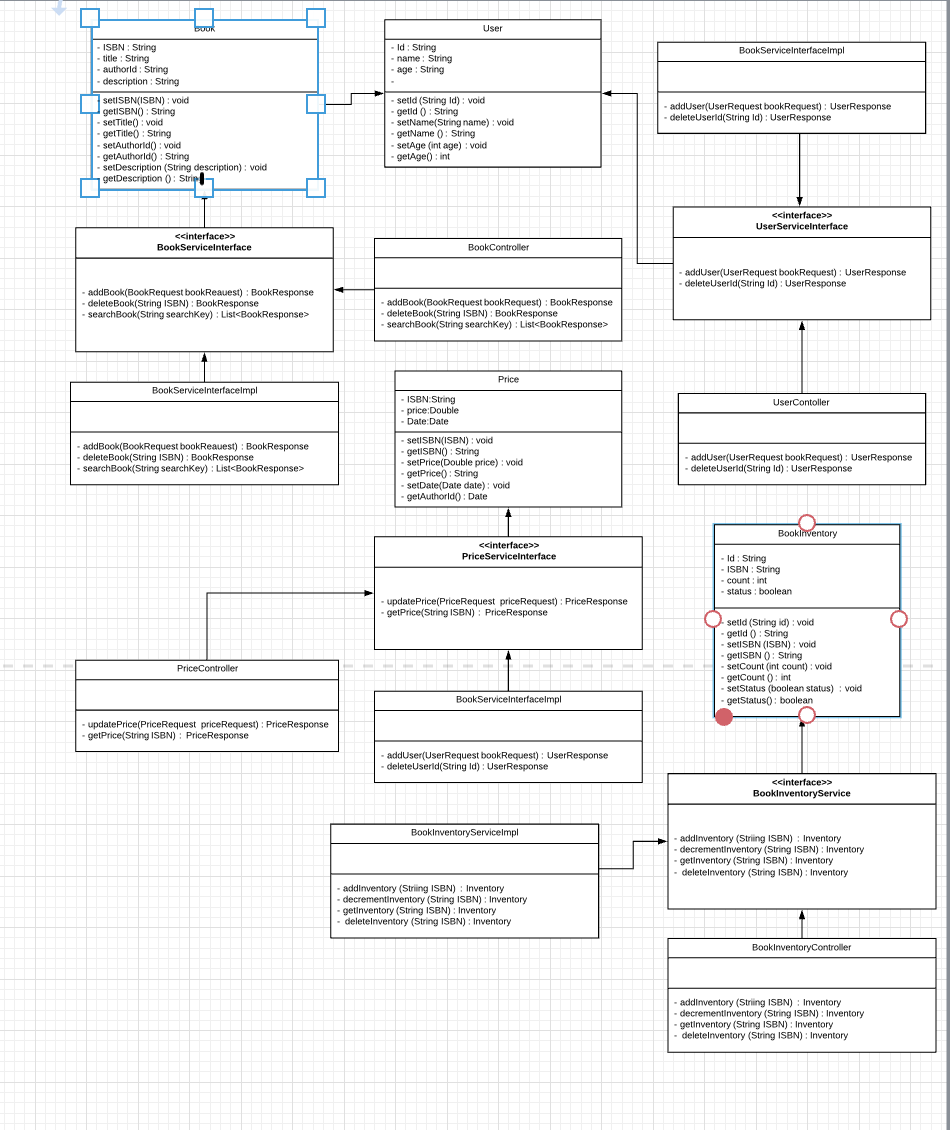 Book
- ISBN : String
- title : String
- authorId : String
- description : String
- setISBN(ISBN) : void
getISBN() : String
- setTitle() : void
- getTitle() : String
- setAuthorId() : void
- getAuthorId() : String
- setDescription (String description) : void
getDescription () : String
User
- Id : String
- name : String
- age : String
-
- setId (String Id) : void
- getId () : String
- setName(String name) : void
- getName () : String
- setAge (int age) : void
- getAge() : int
BookServiceInterfaceImpl
- addUser(UserRequest bookRequest) : UserResponse
- deleteUserId(String Id) : UserResponse
<<interface>>
UserServiceInterface
- addUser(UserRequest bookRequest) : UserResponse
- deleteUserId(String Id) : UserResponse
<<interface>>
BookServiceInterface
- addBook(BookRequest bookReauest) : BookResponse
- deleteBook(String ISBN) : BookResponse
- searchBook(String searchKey) : List<BookResponse>
BookController
- addBook(BookRequest bookRequest) : BookResponse
- deleteBook(String ISBN) : BookResponse
- searchBook(String searchKey) : List<BookResponse>
BookServiceInterfaceImpl
- addBook(BookRequest bookReauest) : BookResponse
- deleteBook(String ISBN) : BookResponse
- searchBook(String searchKey) : List<BookResponse>
Price
- ISBN:String
- price:Double
- Date:Date
- setISBN(ISBN) : void
- getISBN() : String
- setPrice(Double price) : void
- getPrice() : String
- setDate(Date date) : void
- getAuthorId() : Date
UserContoller
- addUser(UserRequest bookRequest) : UserResponse
- deleteUserId(String Id) : UserResponse
<<interface>>
PriceServiceInterface
- updatePrice(PriceRequest priceRequest) : PriceResponse
- getPrice(String ISBN) : PriceResponse
BookInventory
- Id : String
- ISBN : String
- count : int
- status : boolean
- setId (String id) : void
- getId () : String
- setISBN (ISBN) : void
- getISBN () : String
- setCount (int count) : void
- getCount () : int
- setStatus (boolean status) : void
- getStatus() : boolean
PriceController
- updatePrice(PriceRequest priceRequest) : PriceResponse
- getPrice(String ISBN) : PriceResponse
BookServiceInterfaceImpl
- addUser(UserRequest bookRequest) : UserResponse
- deleteUserId(String Id) : UserResponse
<<interface>>
BookInventoryService
- addInventory (Striing ISBN) : Inventory
- decrementInventory (String ISBN) : Inventory
- getInventory (String ISBN) : Inventory
- deleteInventory (String ISBN) : Inventory
BookInventoryServiceImpl
- addInventory (Striing ISBN) : Inventory
- decrementInventory (String ISBN) : Inventory
- getInventory (String ISBN) : Inventory
- deleteInventory (String ISBN) : Inventory
BookInventoryController
- addInventory (Striing ISBN) : Inventory
- decrementInventory (String ISBN) : Inventory
- getInventory (String ISBN) : Inventory
- deleteInventory (String ISBN) : Inventory